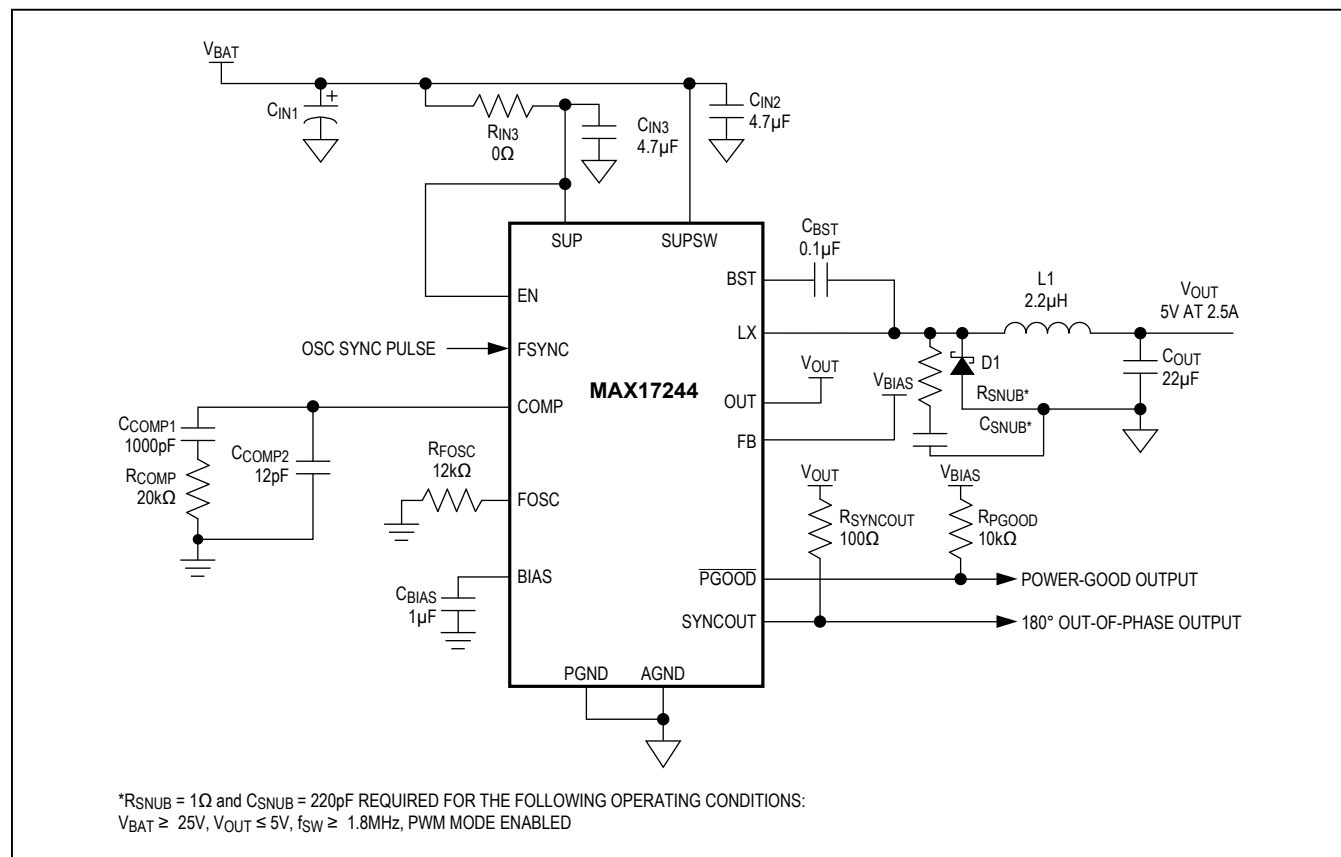 VBAT
CIN1
+
RIN3
0Ω
CIN3
4.7µF
CIN2
4.7µF
SUP
SUPSW
EN
OSC SYNC PULSE
FSYNC
COMP
CCOMP1
1000pF
RCOMP
20kΩ
CCOMP2
12pF
RFOSC
12kΩ
FOSC
CBIAS
1µF
BIAS
MAX17244
PGND
AGND
BST
CBST
0.1µF
LX
L1
2.2µH
VOUT
5V AT 2.5A
COUT
22µF
D1
RSNUB*
CSNUB*
OUT
VOUT
FB
VBIAS
VOUT
RSYNCOUT
100Ω
VBIAS
RPGOOD
10kΩ
PGOOD
POWER-GOOD OUTPUT
SYNCOUT
180° OUT-OF-PHASE OUTPUT
*RSNUB = 1Ω and CSNUB = 220pF REQUIRED FOR THE FOLLOWING OPERATING CONDITIONS:
VBAT ≥ 25V, VOUT ≤ 5V, fSW ≥ 1.8MHz, PWM MODE ENABLED